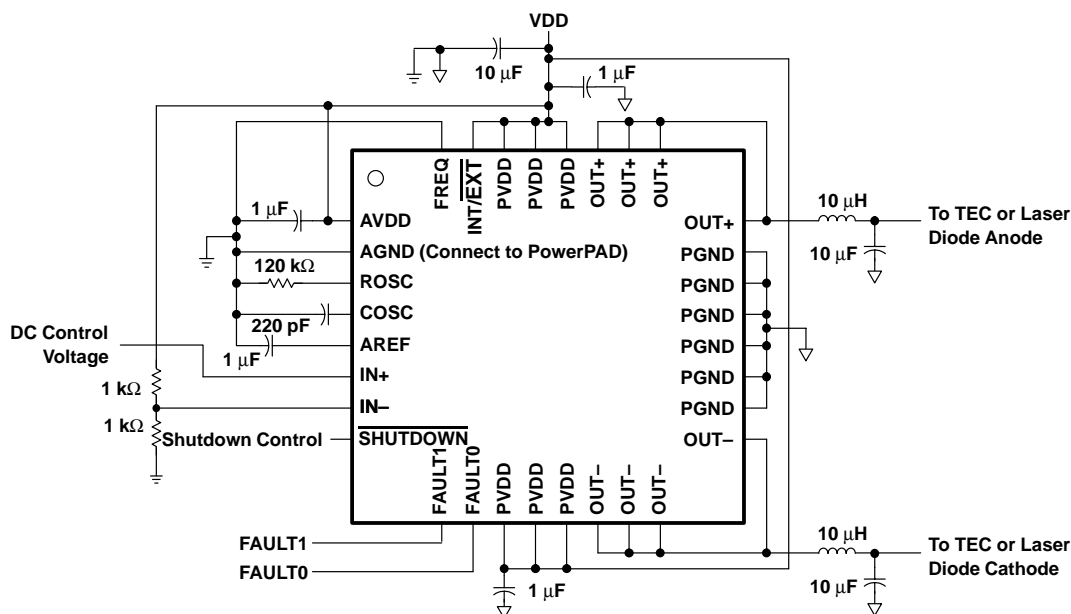 VDD
10 μF
1 μF
FREQ
INT/EXT
PVDD
PVDD
PVDD
OUT+
OUT+
OUT+
1 μF
AVDD
AGND (Connect to PowerPAD)
120 kΩ
ROSC
COSC
220 pF
AREF
1 μF
DC Control
Voltage
IN+
1 kΩ
IN–
1 kΩ
Shutdown Control
SHUTDOWN
OUT+
PGND
PGND
PGND
PGND
PGND
PGND
OUT–
10 μH
10 μF
To TEC or Laser
Diode Anode
FAULT1
FAULT0
PVDD
PVDD
PVDD
OUT–
OUT–
OUT–
FAULT1
FAULT0
1 μF
10 μH
10 μF
To TEC or Laser
Diode Cathode